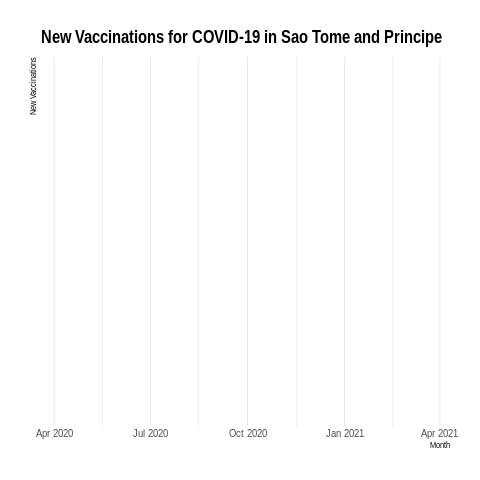 New Vaccinations for COVID-19 in Sao Tome and Principe
New Vaccinations
Apr 2020 Jul 2020 Oct 2020 Jan 2021 Apr 2021
Month